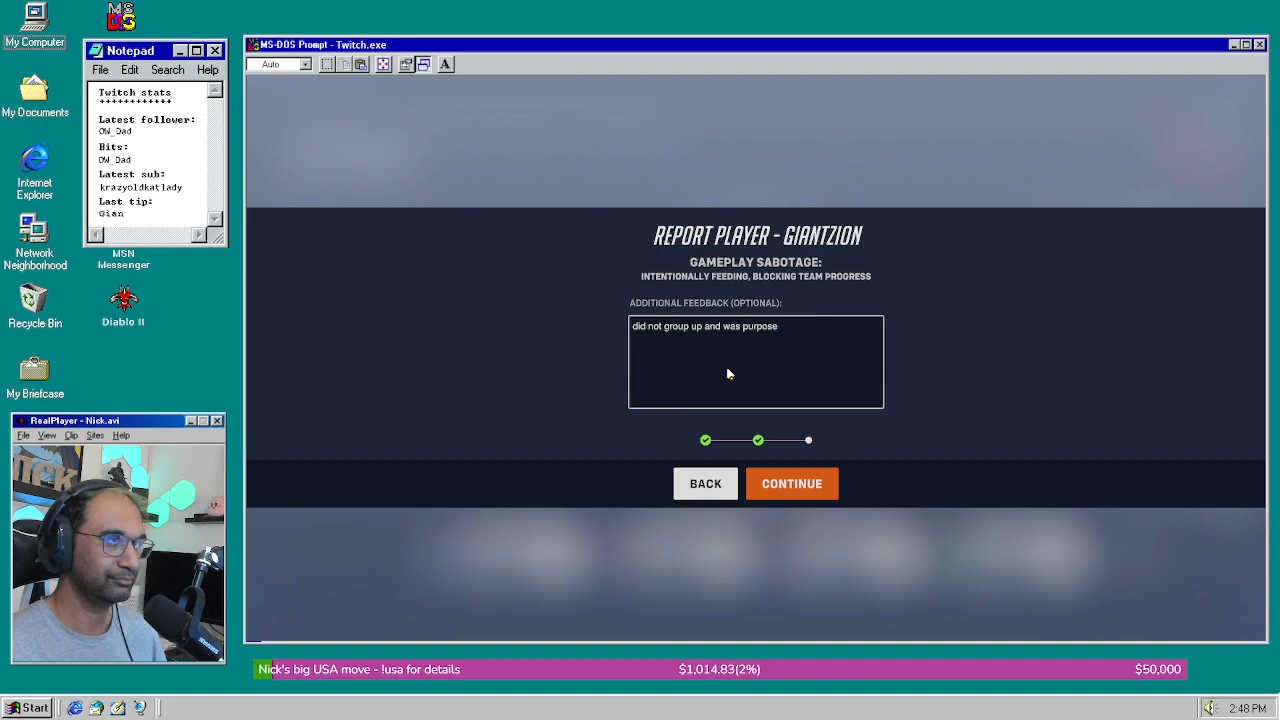 My Computer
MS DOS
Notepad
File Edit Search Help
Twitch stats
************
Latest follower:
OW_Dad
Bits:
OW_Dad
Latest sub:
krazyoldkatlady
Last tip:
Gian
My Documents
Internet
Explorer
Network
Neighborhood
MSN
Messenger
Recycle Bin
Diablo II
My Briefcase
RealPlayer - Nick.avi
File View Clip Sites Help
NICK
MS-DOS Prompt - Twitch.exe
Auto
A
REPORT PLAYER - GIANTZION
GAMEPLAY SABOTAGE:
INTENTIONALLY FEEDING, BLOCKING TEAM PROGRESS
ADDITIONAL FEEDBACK (OPTIONAL):
did not group up and was purpose
BACK CONTINUE
Nick's big USA move - !usa for details $1,014.83(2%) $50,000
Start 2:48 PM